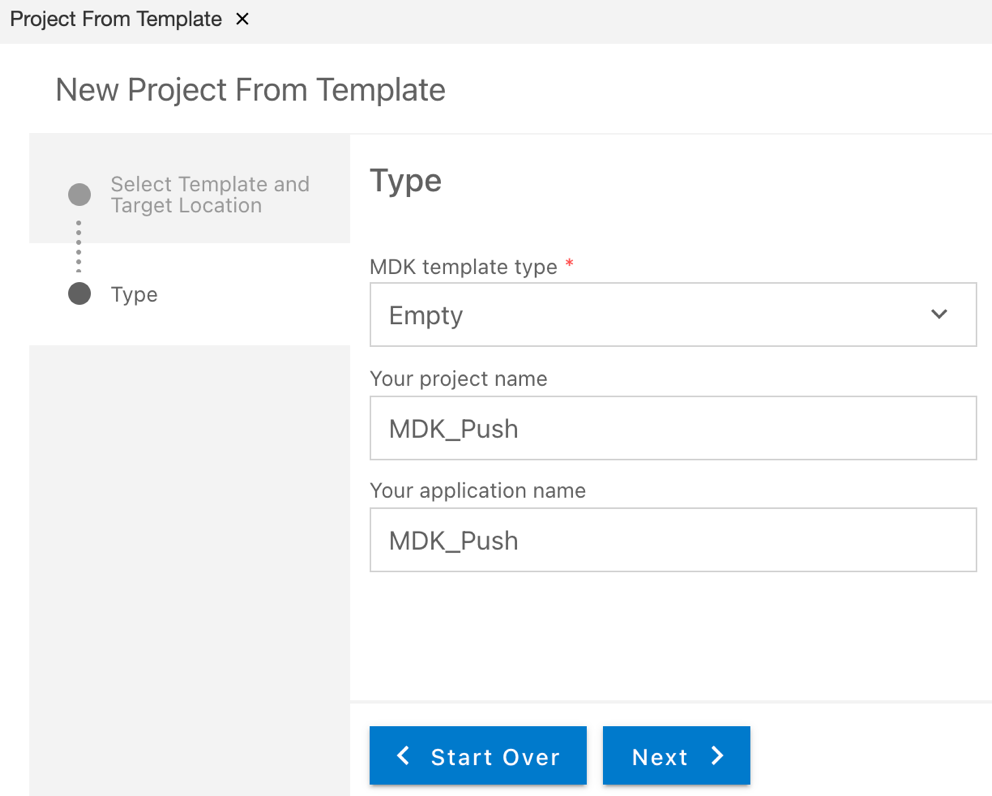 Project From Template ×
New Project From Template
Select Template and
Target Location
Type
Type
MDK template type *
Empty
Your project name
MDK_Push
Your application name
MDK_Push
Start Over
Next